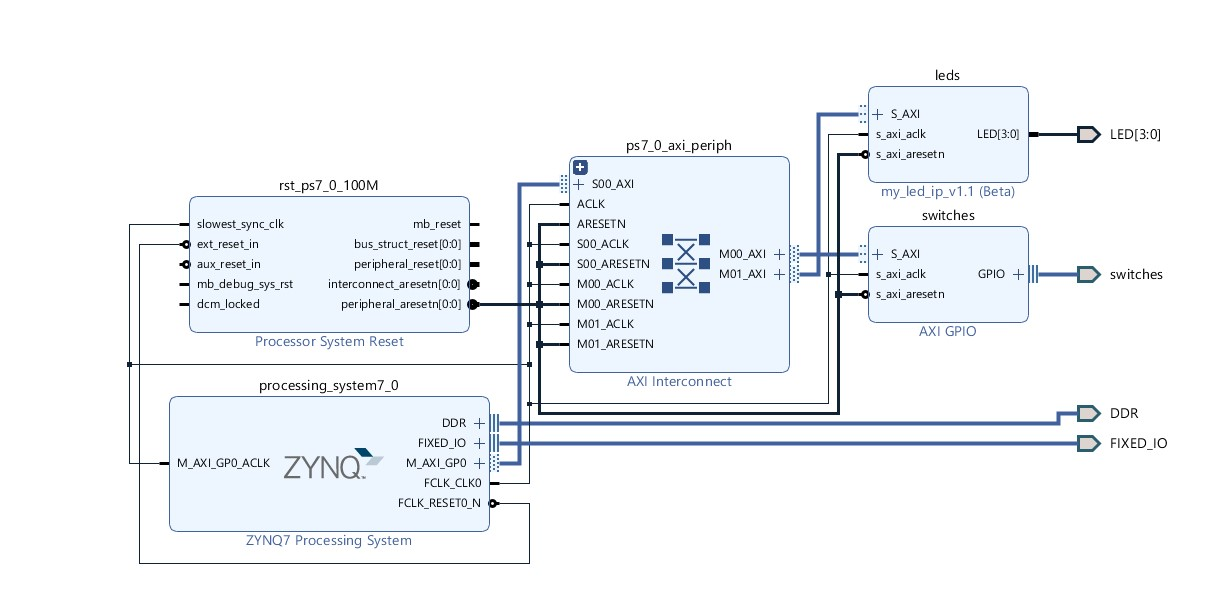 leds
S_AXI
s_axi_aclk
LED[3:0]
s_axi_aresetn
my_led_ip_v1.1 (Beta)
LED[3:0]
ps7_0_axi_periph
S00_AXI
ACLK
ARESETN
S00_ACLK
S00_ARESETN
M00_ACLK
M00_ARESETN
M01_ACLK
M01_ARESETN
M00_AXI
M01_AXI
AXI Interconnect
rst_ps7_0_100M
slowest_sync_clk
ext_reset_in
aux_reset_in
mb_debug_sys_rst
dcm_locked
mb_reset
bus_struct_reset[0:0]
peripheral_reset[0:0]
interconnect_aresetn[0:0]
peripheral_aresetn[0:0]
Processor System Reset
switches
S_AXI
s_axi_aclk
s_axi_aresetn
GPIO
AXI GPIO
switches
processing_system7_0
M_AXI_GP0_ACLK
ZYNQ
DDR
FIXED_IO
M_AXI_GP0
FCLK_CLK0
FCLK_RESET0_N
ZYNQ7 Processing System
DDR
FIXED_IO